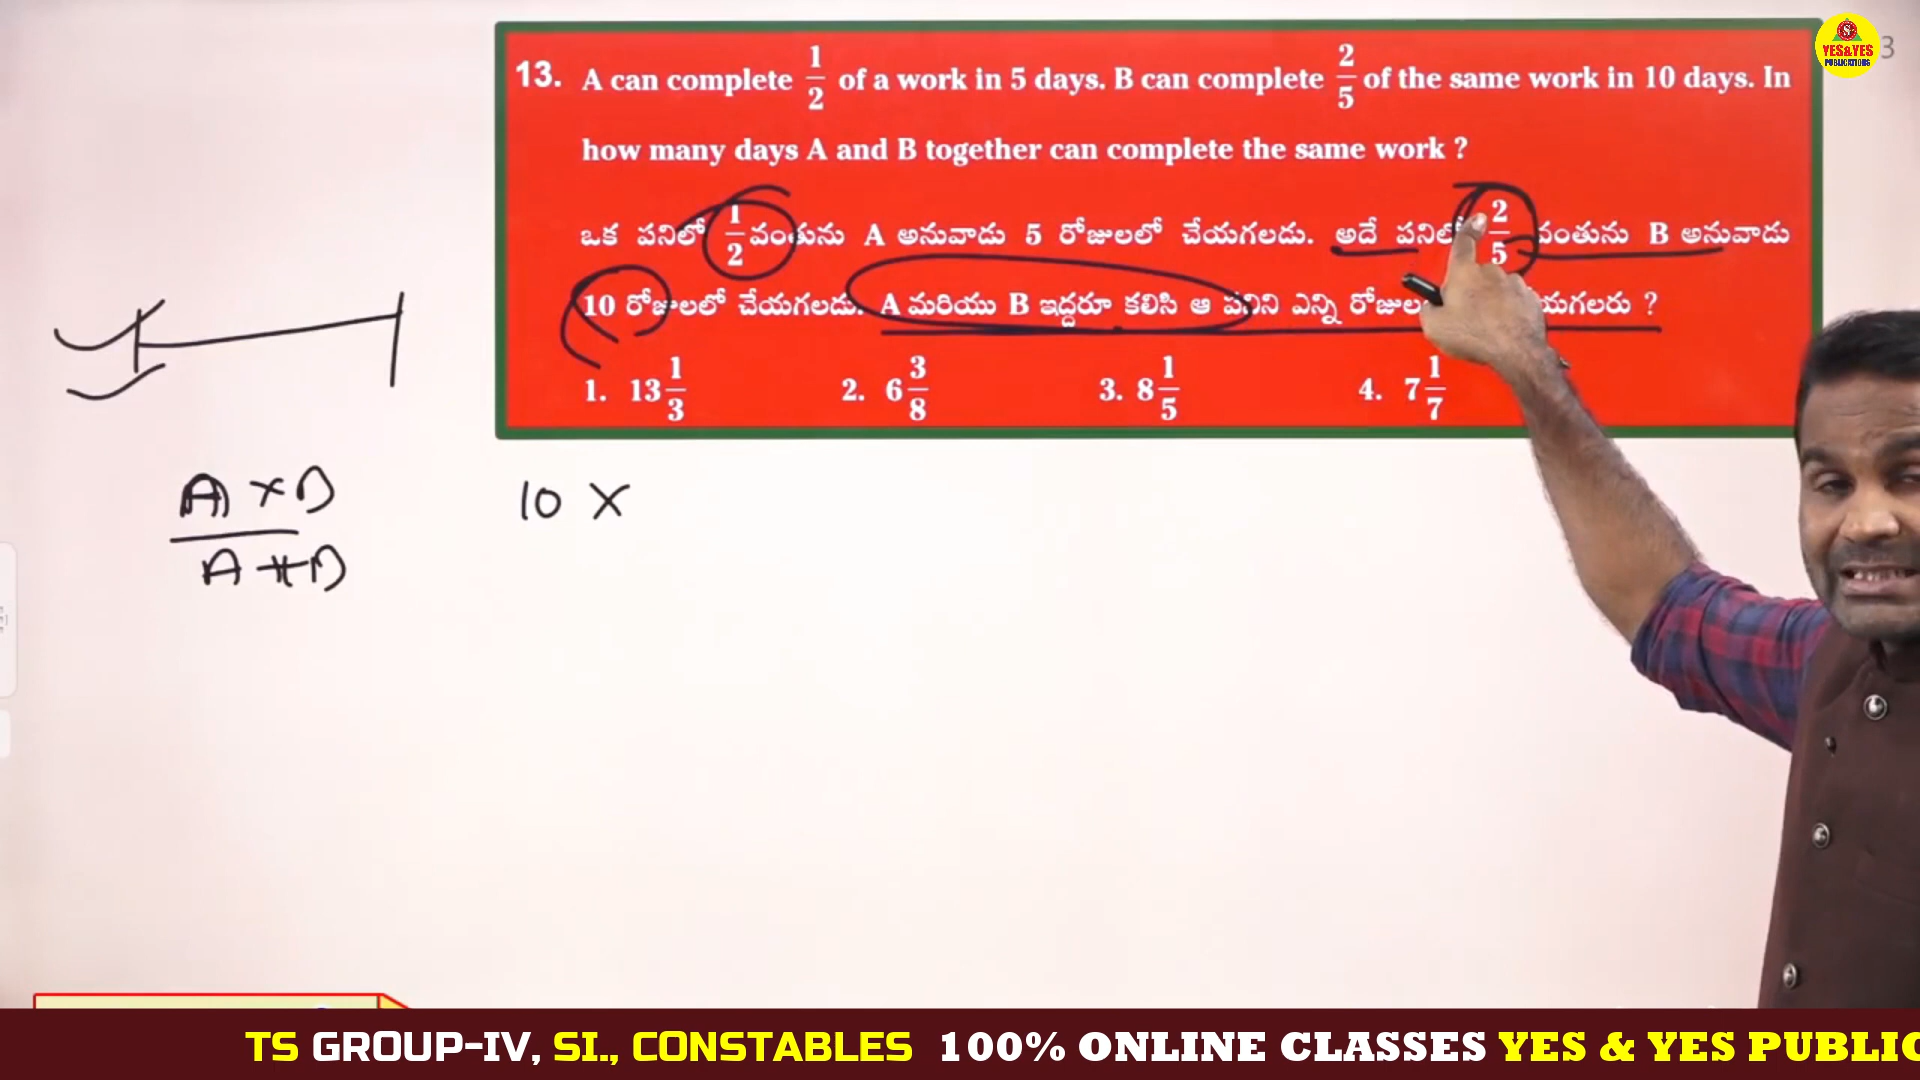 YES&YES
PUBLICATIONS
3
13. A can complete 1/2 of a work in 5 days. B can complete 2/5 of the same work in 10 days. In
how many days A and B together can complete the same work ?
ఒక పనిలో 1/2 వంతును A అనువాడు 5 రోజులలో చేయగలడు. అదే పనిలో 2/5 వంతును B అనువాడు
10 రోజులలో చేయగలడు. A మరియు B ఇద్దరూ కలిసి ఆ పనిని ఎన్ని
1. 13 1/3 2. 6 3/8 3. 8 1/5 4. 7 1/7
A × B 10 ×
A + B
TS GROUP-IV, SI., CONSTABLES 100% ONLINE CLASSES YES & YES